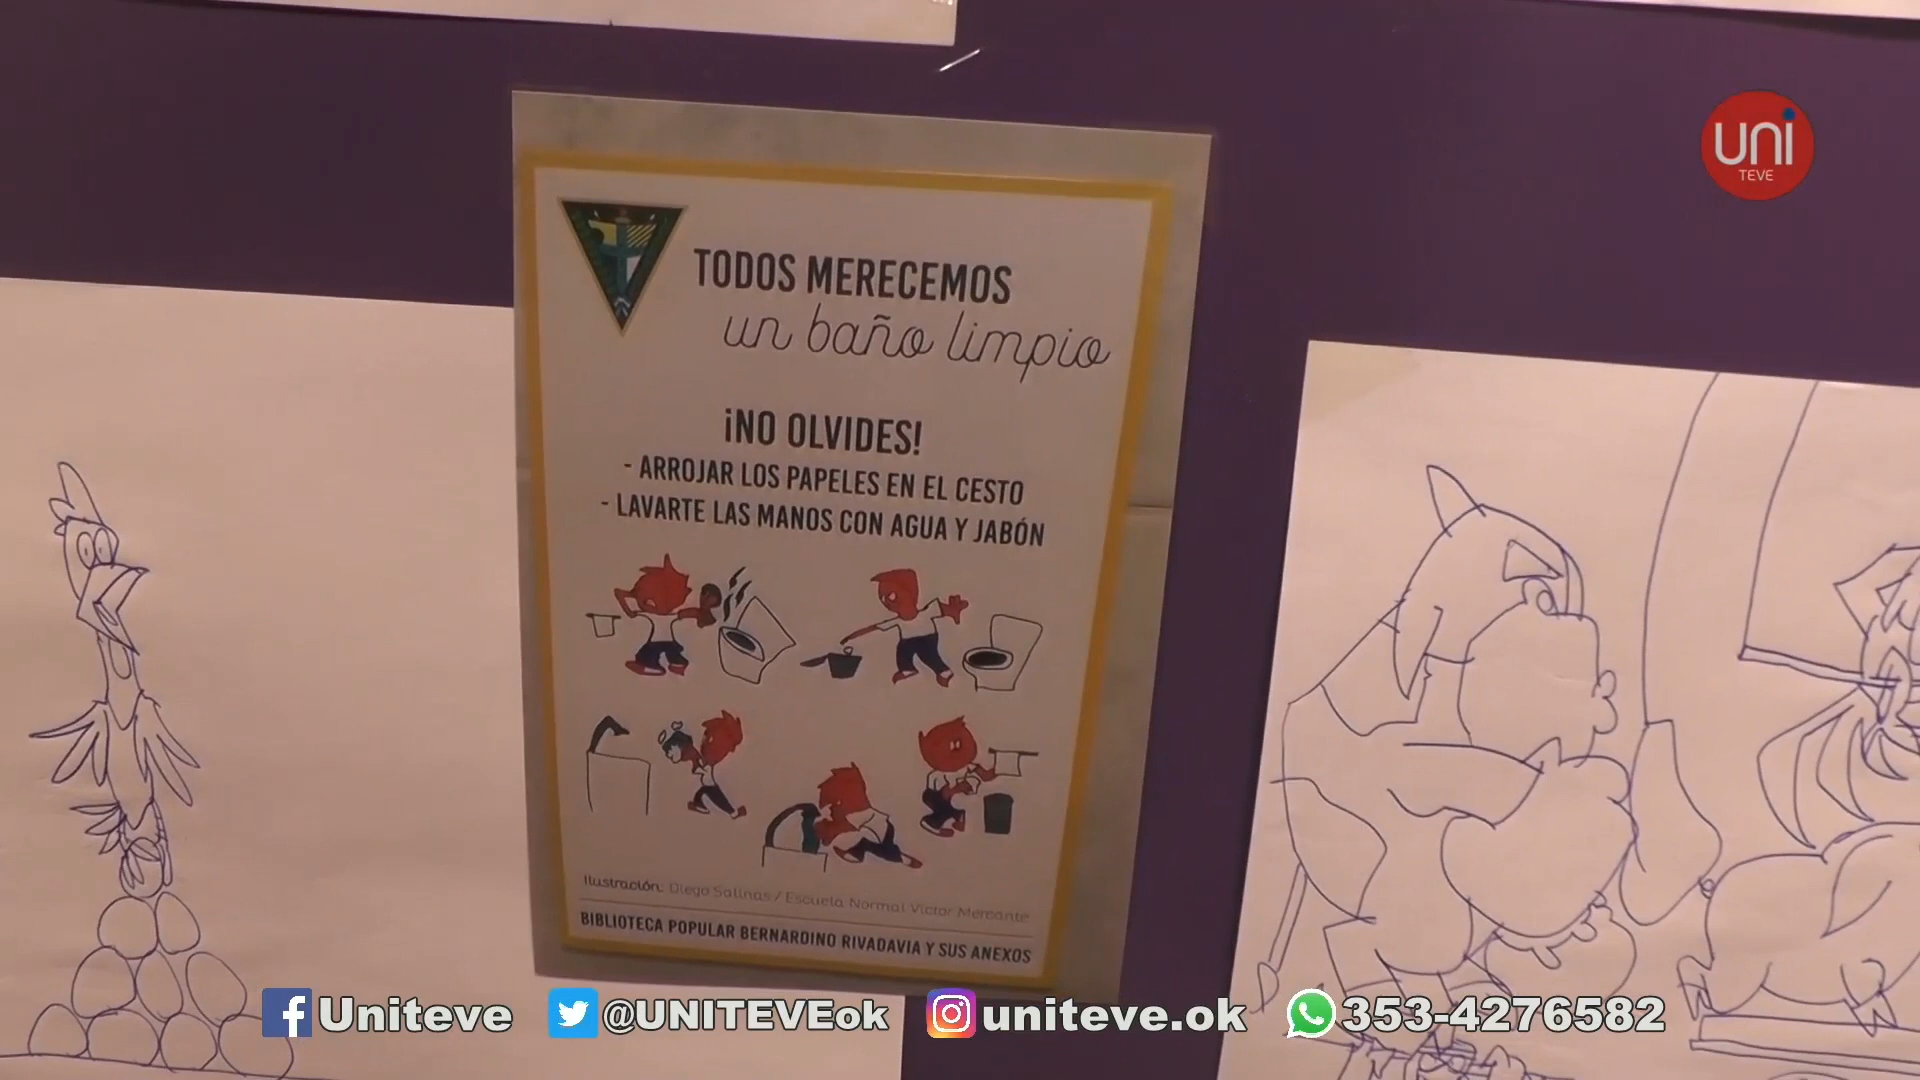 uni
TEVE
TODOS MERECEMOS
un baño limpio
¡NO OLVIDES!
- ARROJAR LOS PAPELES EN EL CESTO
- LAVARTE LAS MANOS CON AGUA Y JABÓN
Ilustración: Diego Salinas / Escuela Normal Víctor Mercante
BIBLIOTECA POPULAR BERNARDINO RIVADAVIA Y SUS ANEXOS
Uniteve @UNITEVEok uniteve.ok 353-4276582